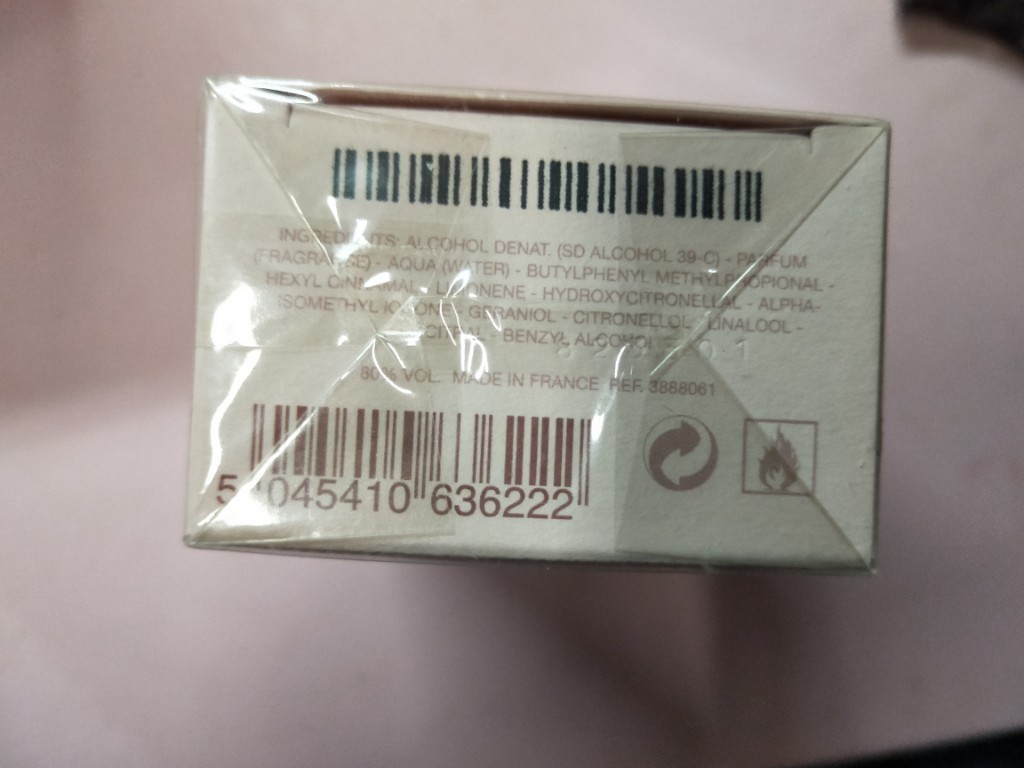 INGREDIENTS: ALCOHOL DENAT. (SD ALCOHOL 39-C) - PARFUM
(FRAGRANCE) - AQUA (WATER) - BUTYLPHENYL METHYLPROPIONAL -
HEXYL CINNAMAL - LIMONENE - HYDROXYCITRONELLAL - ALPHA-
ISOMETHYL IONONE - GERANIOL - CITRONELLOL - LINALOOL -
CITRAL - BENZYL ALCOHOL
80% VOL. MADE IN FRANCE REF. 3888061
045410 636222